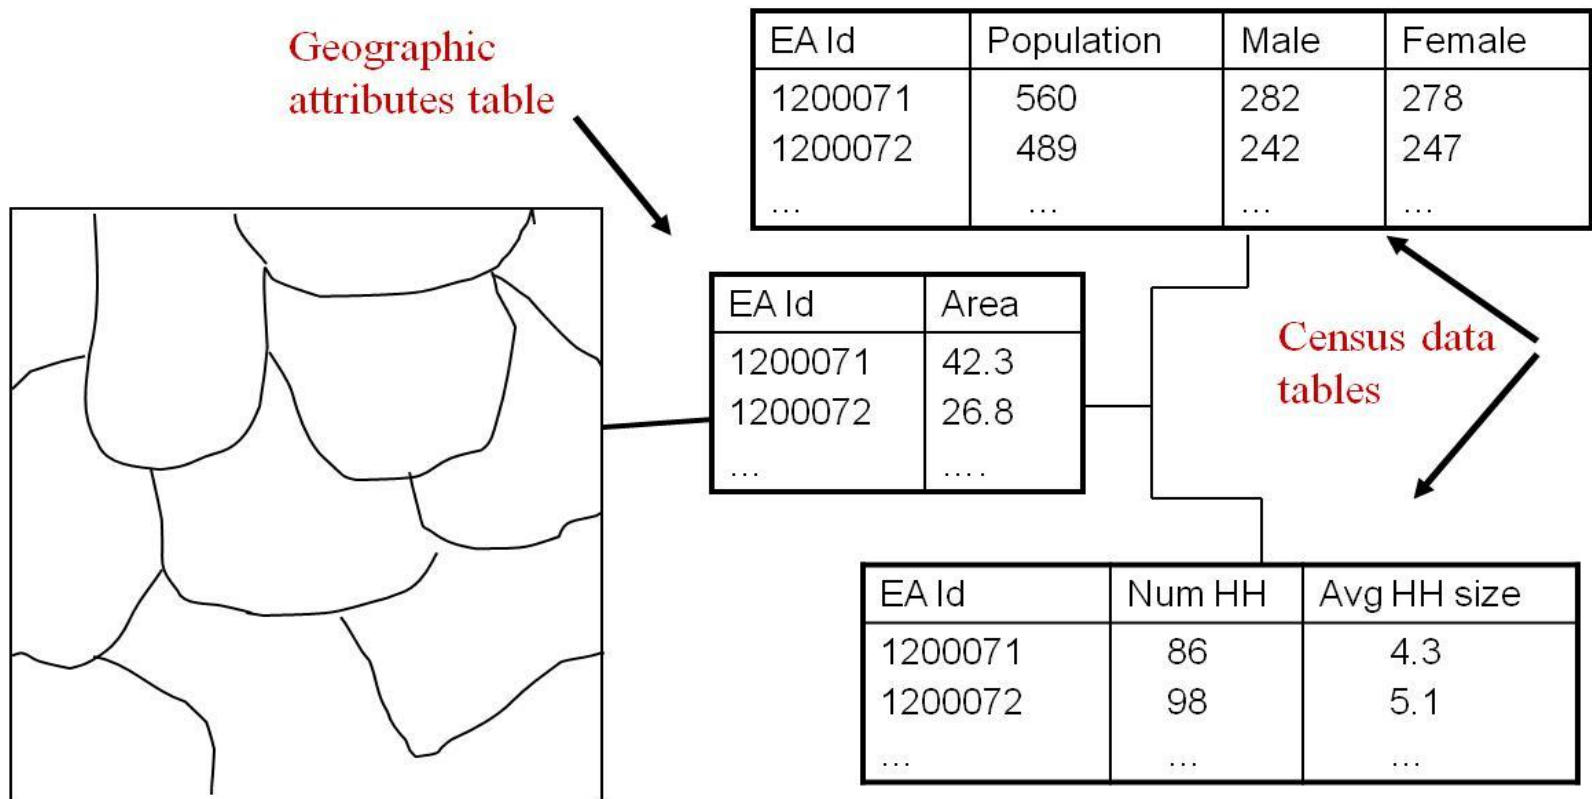 Geographic
attributes table
EA Id Population Male Female
1200071 560 282 278
1200072 489 242 247
... ... ... ...
EA Id Area
1200071 42.3
1200072 26.8
... ....
Census data
tables
EA Id Num HH Avg HH size
1200071 86 4.3
1200072 98 5.1
... ... ...